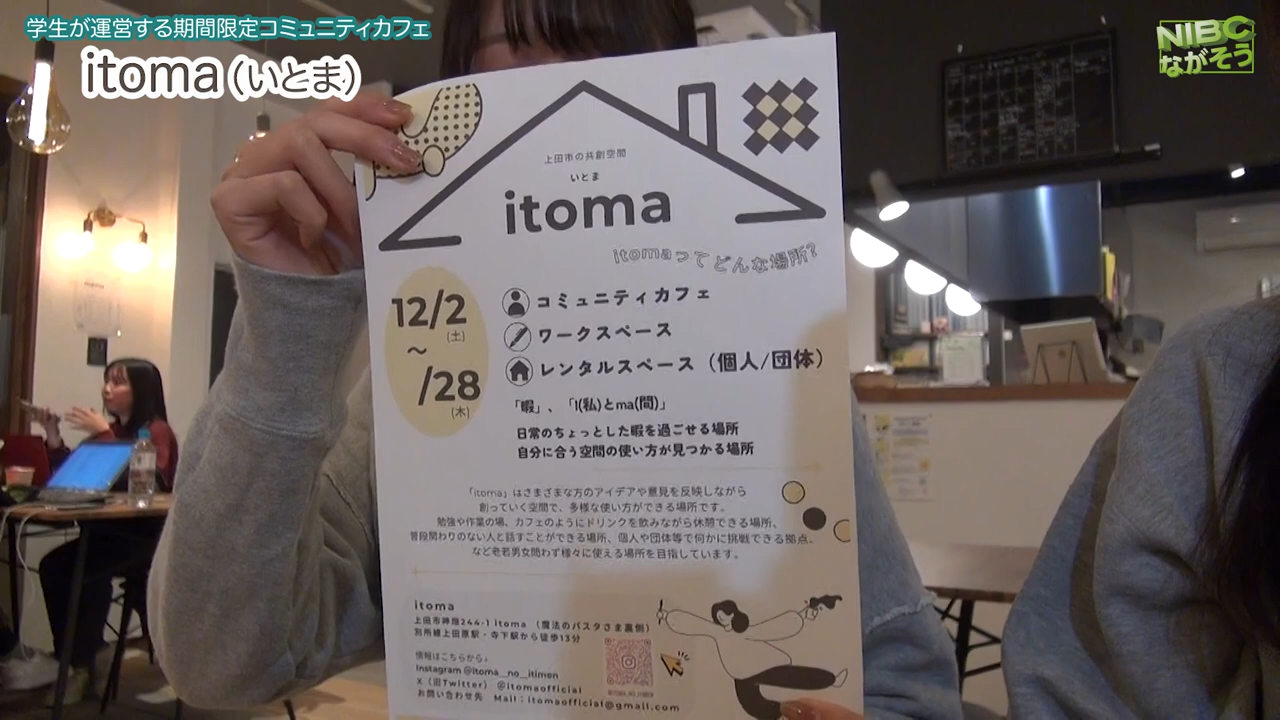 学生が運営する期間限定コミュニティカフェ
itoma(いとま)
NIBC
ながそう
上田市の共創空間
いとま
itoma
itomaってどんな場所?
12/2
(土)
~
/28
(木)
コミュニティカフェ
ワークスペース
レンタルスペース(個人/団体)
「暇」、「I(私)とma(間)」
日常のちょっとした暇を過ごせる場所
自分に合う空間の使い方が見つかる場所
「itoma」はさまざまな方のアイデアや意見を反映しながら
創っていく空間で、多様な使い方ができる場所です。
勉強や作業の場、カフェのようにドリンクを飲みながら休憩できる場所、
普段関わりのない人と話すことができる場所、個人や団体等で何かに挑戦できる拠点。
など老若男女問わず様々に使える場所を目指しています。
itoma
上田市神畑244-1 itoma (魔法のパスタさま裏側)
別所線上田原駅・寺下駅から徒歩13分
情報はこちらから↓
Instagram @itoma_no_itimen
X(旧Twitter) @itomaofficial
お問い合わせ先 Mail:itomaofficial@gmail.com